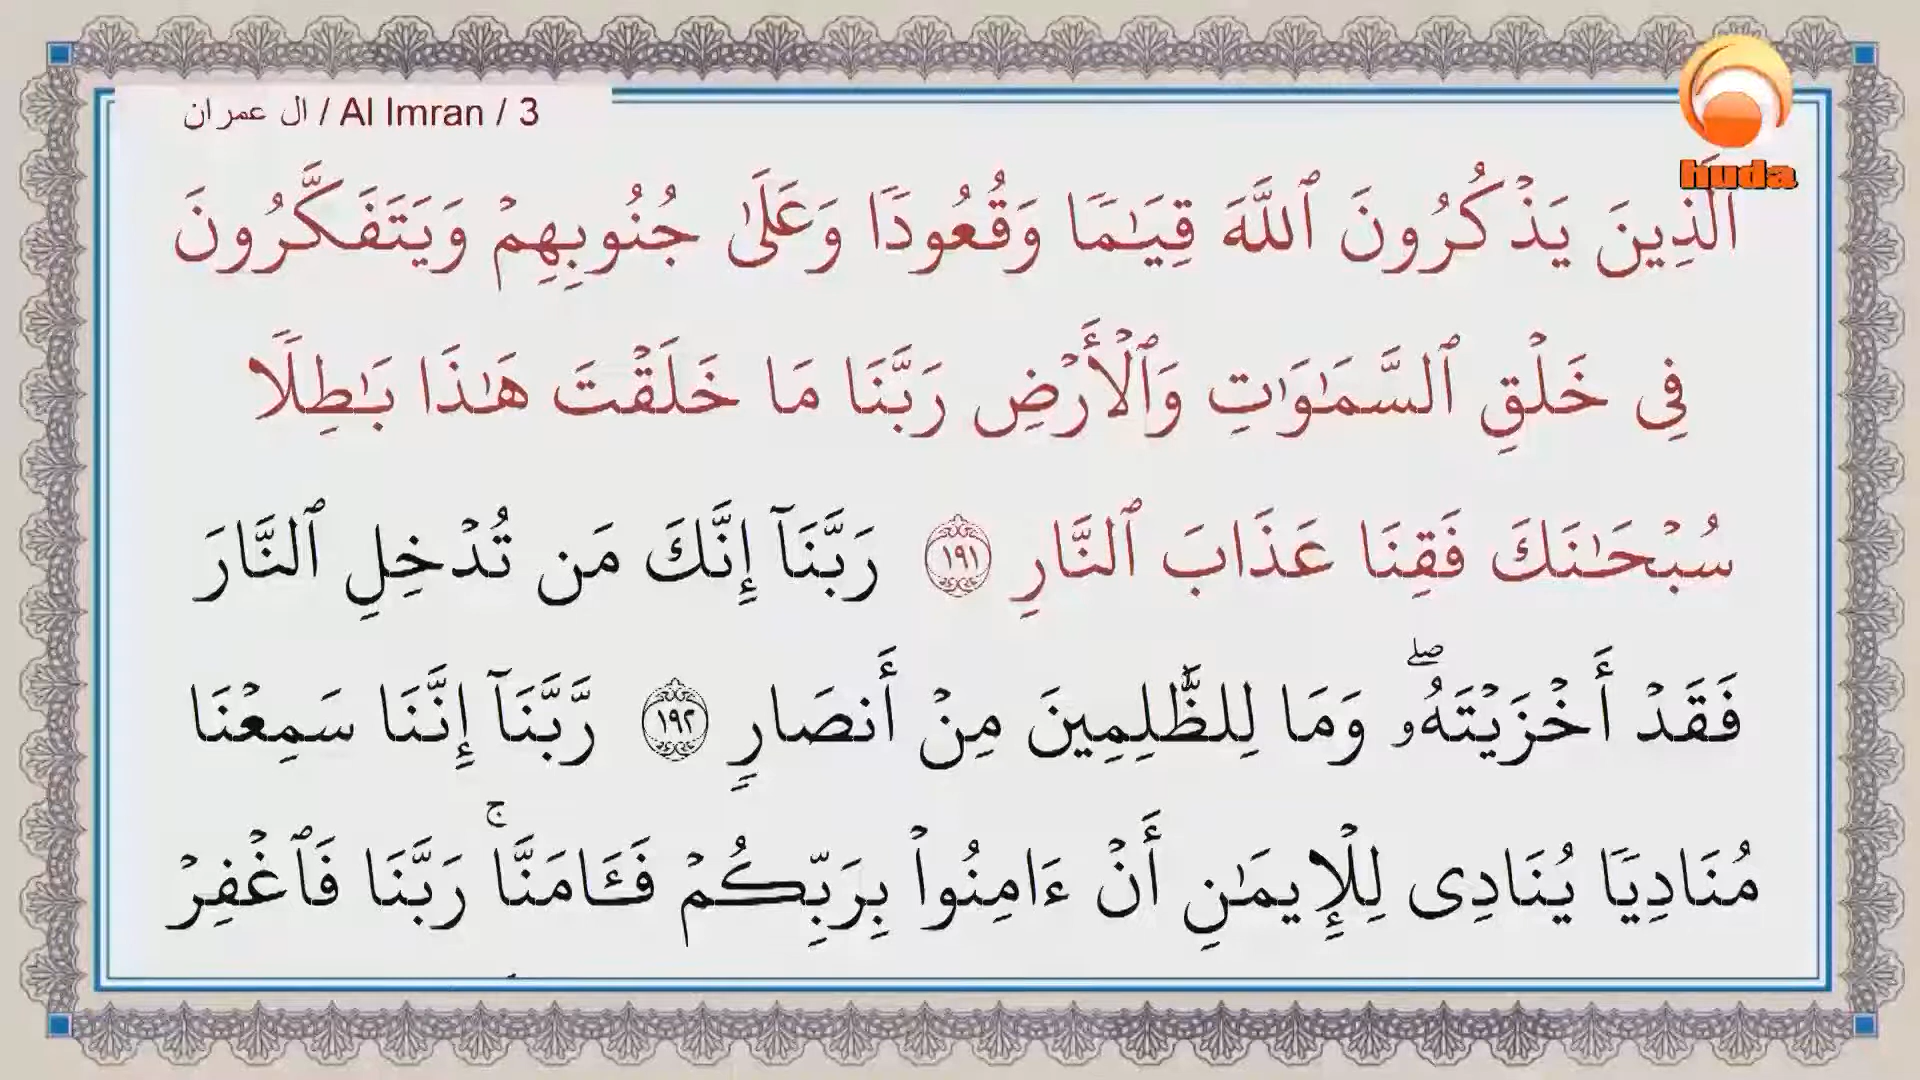 ال عمران / Al Imran / 3
huda
ٱلَّذِينَ يَذۡكُرُونَ ٱللَّهَ قِيَٰمٗا وَقُعُودٗا وَعَلَىٰ جُنُوبِهِمۡ وَيَتَفَكَّرُونَ
فِي خَلۡقِ ٱلسَّمَٰوَٰتِ وَٱلۡأَرۡضِ رَبَّنَا مَا خَلَقۡتَ هَٰذَا بَٰطِلٗا
سُبۡحَٰنَكَ فَقِنَا عَذَابَ ٱلنَّارِ ١٩١ رَبَّنَآ إِنَّكَ مَن تُدۡخِلِ ٱلنَّارَ
فَقَدۡ أَخۡزَيۡتَهُۥۖ وَمَا لِلظَّٰلِمِينَ مِنۡ أَنصَارٖ ١٩٢ رَّبَّنَآ إِنَّنَا سَمِعۡنَا
مُنَادِيٗا يُنَادِي لِلۡإِيمَٰنِ أَنۡ ءَامِنُواْ بِرَبِّكُمۡ فَـَٔامَنَّاۚ رَبَّنَا فَٱغۡفِرۡ